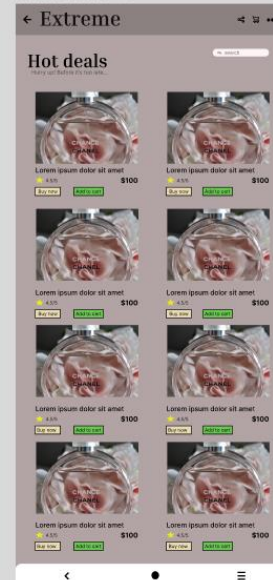 Extreme
Hot deals
Hurry up! Before it's too late...
search
CHANCE CHANCE
CHANEL CHANEL
Lorem ipsum dolor sit amet Lorem ipsum dolor sit amet
4.5/5 $100 4.5/5 $100
Buy now Add to cart Buy now Add to cart
CHANCE CHANCE
CHANEL CHANEL
Lorem ipsum dolor sit amet Lorem ipsum dolor sit amet
4.5/5 $100 4.5/5 $100
Buy now Add to cart Buy now Add to cart
CHANCE CHANCE
CHANEL CHANEL
Lorem ipsum dolor sit amet Lorem ipsum dolor sit amet
4.5/5 $100 4.5/5 $100
Buy now Add to cart Buy now Add to cart
CHANCE CHANCE
CHANEL CHANEL
Lorem ipsum dolor sit amet Lorem ipsum dolor sit amet
4.5/5 $100 4.5/5 $100
Buy now Add to cart Buy now Add to cart